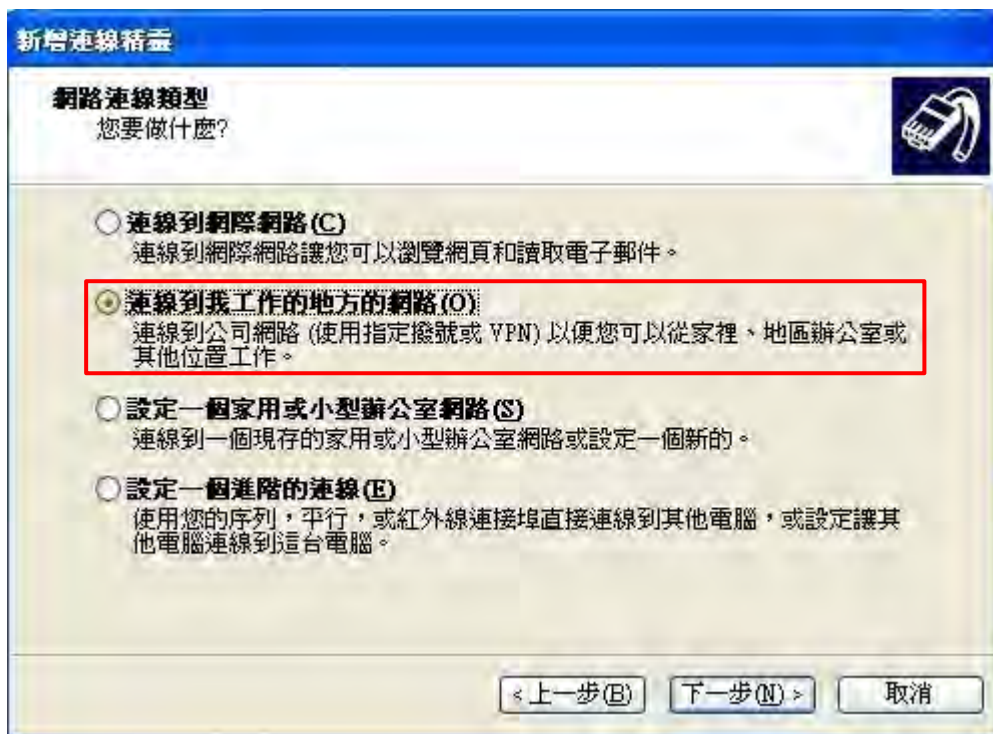 新增連線精靈
網路連線類型
您要做什麼?
連線到網際網路(C)
連線到網際網路讓您可以瀏覽網頁和讀取電子郵件。
連線到我工作的地方的網路(O)
連線到公司網路 (使用指定撥號或 VPN) 以便您可以從家裡、地區辦公室或
其他位置工作。
設定一個家用或小型辦公室網路(S)
連線到一個現存的家用或小型辦公室網路或設定一個新的。
設定一個進階的連線(E)
使用您的序列，平行，或紅外線連接埠直接連線到其他電腦，或設定讓其
他電腦連線到這台電腦。
<上一步(B) 下一步(N)> 取消